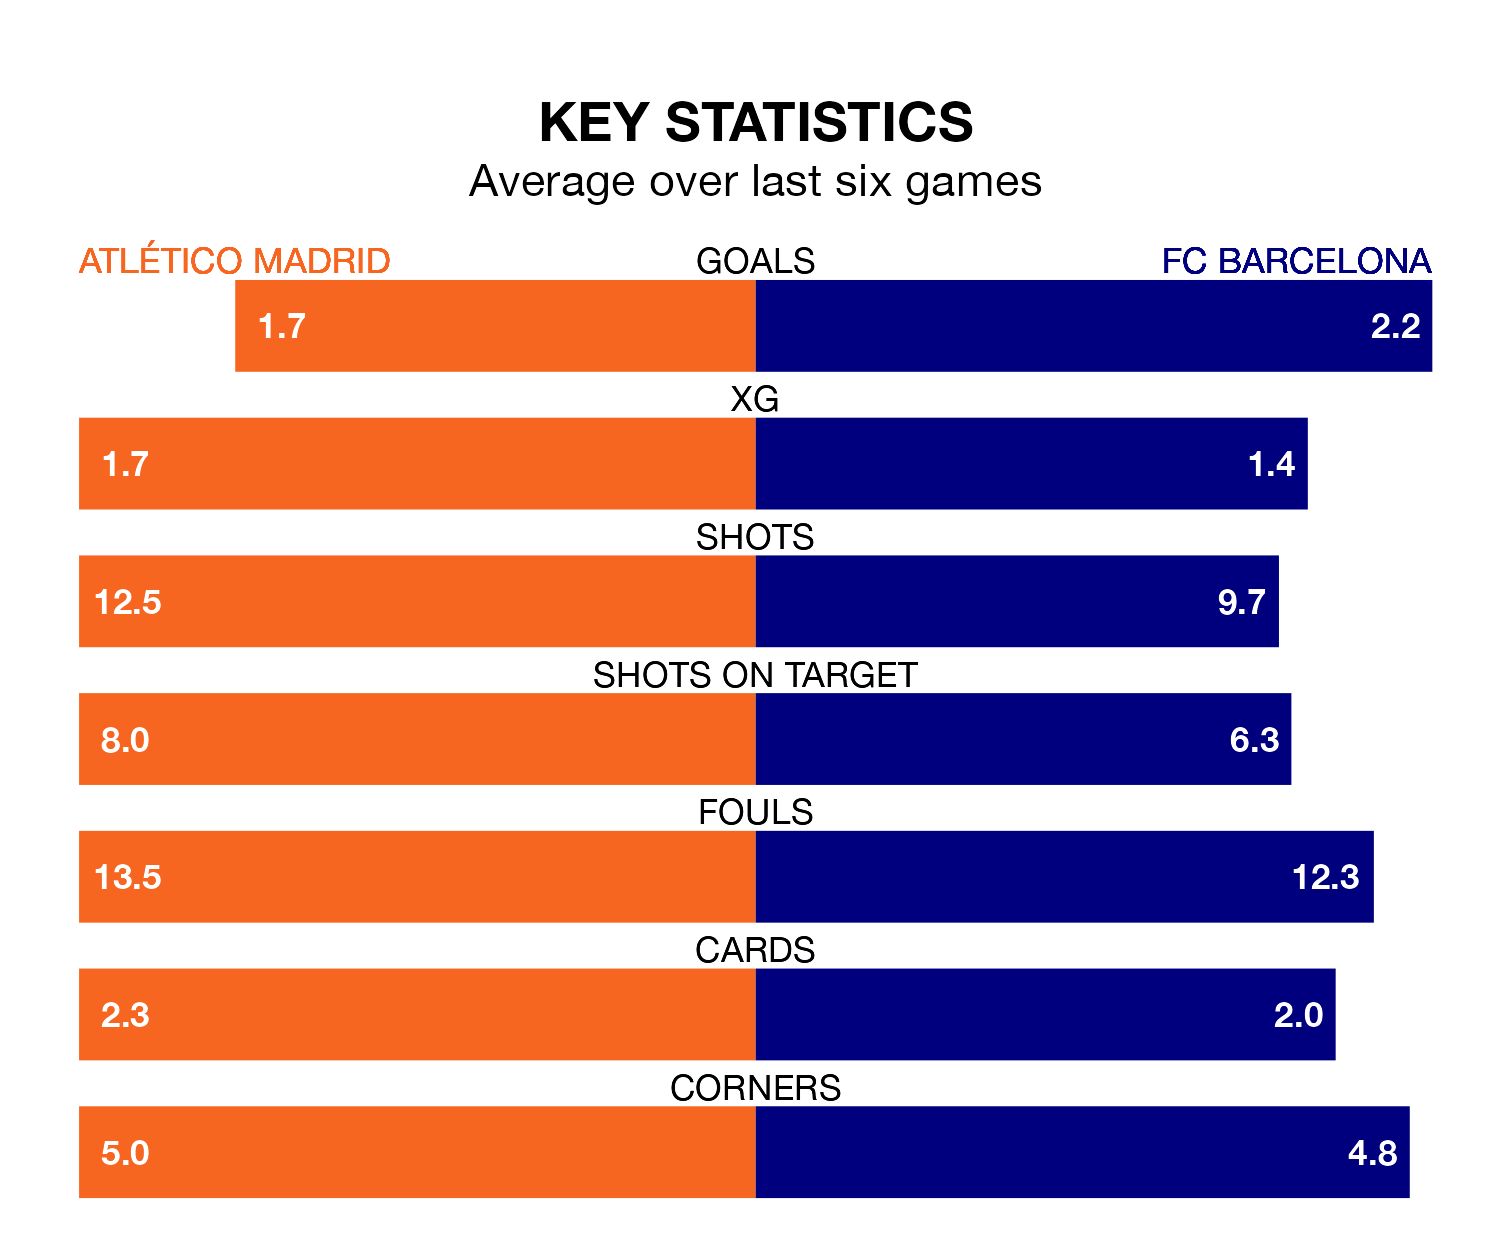 KEY STATISTICS
Average over last six games
ATLÉTICO MADRID GOALS FC BARCELONA
1.7 2.2
XG
1.7 1.4
SHOTS
12.5 9.7
SHOTS ON TARGET
8.0 6.3
FOULS
13.5 12.3
CARDS
2.3 2.0
CORNERS
5.0 4.8